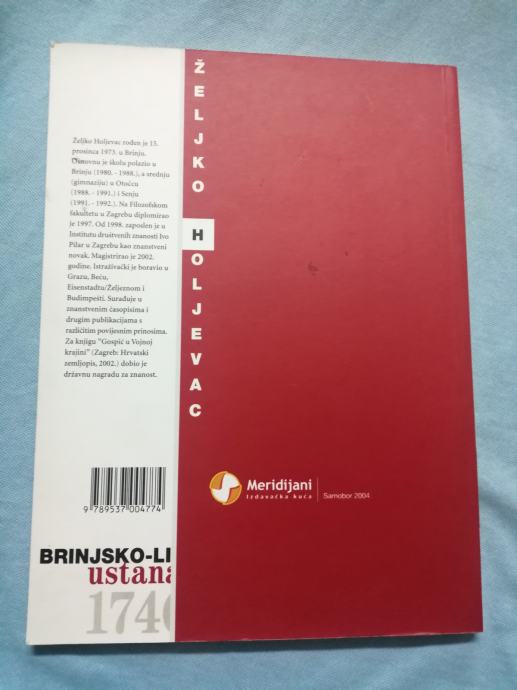 ŽELJKO HOLJEVAC
Željko Holjevac rođen je 13.
prosinca 1973. u Brinju.
Osnovnu je školu polazio u
Brinju (1980. - 1988.), a srednju
(gimnaziju) u Otočcu
(1988. - 1991.) i Senju
(1991. - 1992.). Na Filozofskom
fakultetu u Zagrebu diplomirao
je 1997. Od 1998. zaposlen je u
Institutu društvenih znanosti Ivo
Pilar u Zagrebu kao znanstveni
novak. Magistrirao je 2002.
godine. Istraživački je boravio u
Grazu, Beču,
Eisenstadtu/Željeznom i
Budimpešti. Surađuje u
znanstvenim časopisima i
drugim publikacijama s
različitim povijesnim prinosima.
Za knjigu "Gospić u Vojnoj
krajini" (Zagreb: Hrvatski
zemljopis, 2002.) dobio je
državnu nagradu za znanost.
9 789537 004774
Meridijani
Izdavačka kuća
Samobor 2004
BRINJSKO-LI
ustana
1746